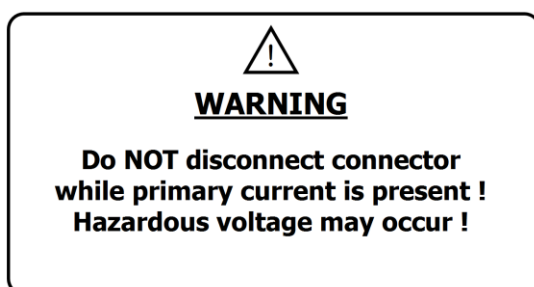 !
WARNING
Do NOT disconnect connector
while primary current is present !
Hazardous voltage may occur !